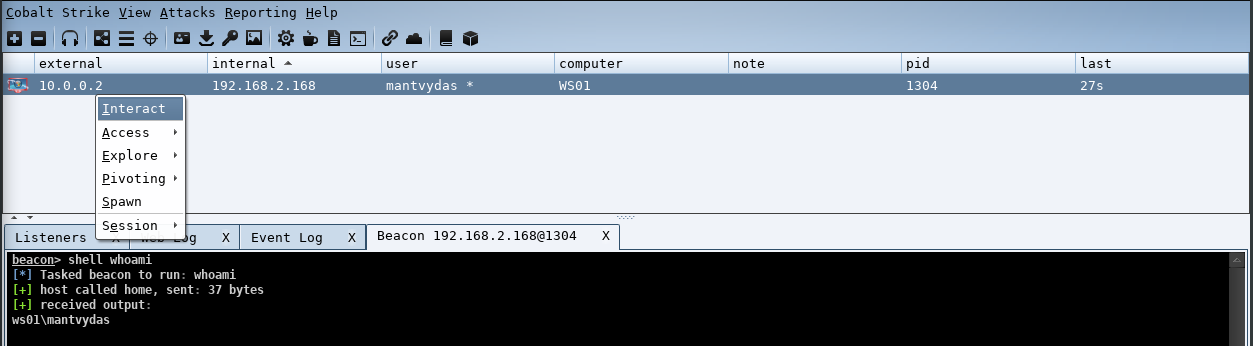 Cobalt Strike View Attacks Reporting Help
external internal user computer note pid last
10.0.0.2 192.168.2.168 mantvydas * WS01 1304 27s
Interact
Access
Explore
Pivoting
Spawn
Session
Listeners X Log X Event Log X Beacon 192.168.2.168@1304 X
beacon> shell whoami
[*] Tasked beacon to run: whoami
[+] host called home, sent: 37 bytes
[+] received output:
ws01\mantvydas